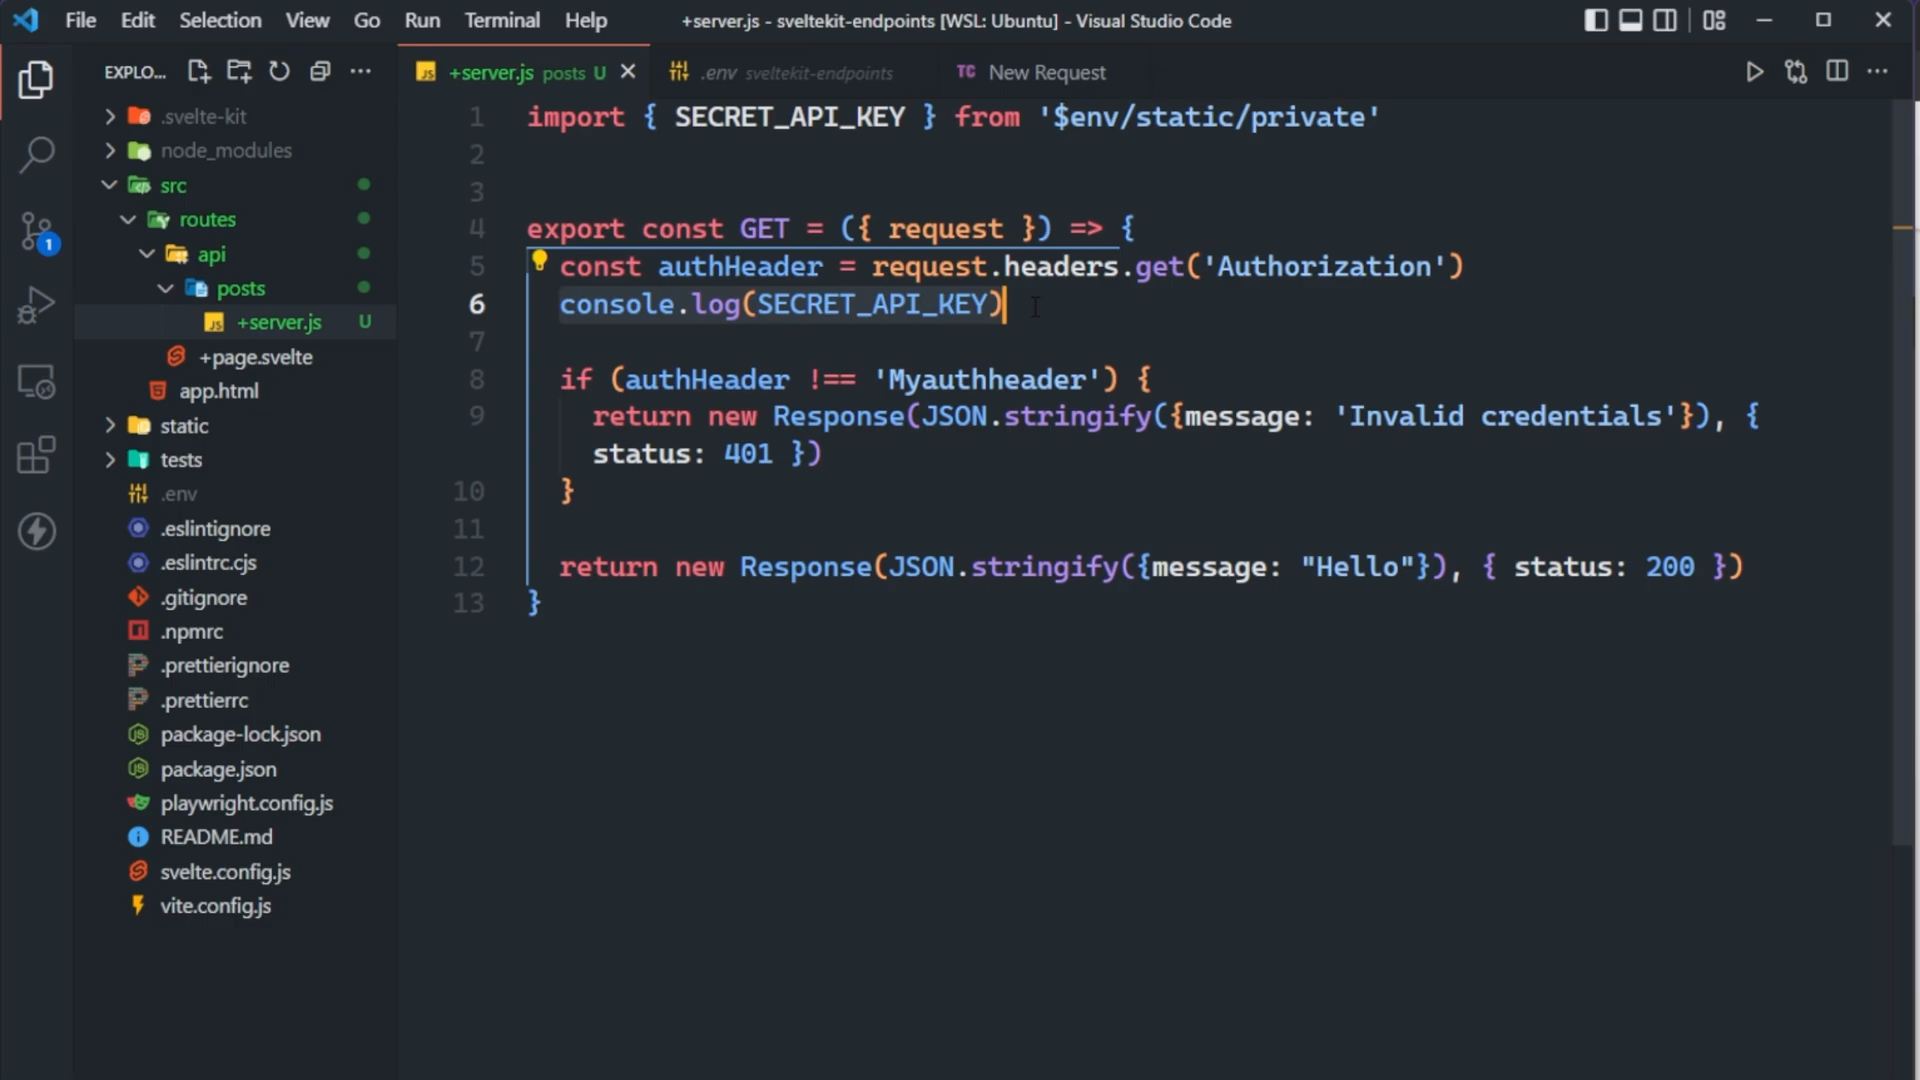 File Edit Selection View Go Run Terminal Help
+server.js - sveltekit-endpoints [WSL: Ubuntu] - Visual Studio Code
EXPLO...
+server.js posts U
.env sveltekit-endpoints
TC New Request
.svelte-kit
node_modules
src
routes
api
posts
+server.js U
+page.svelte
app.html
static
tests
.env
.eslintignore
.eslintrc.cjs
.gitignore
.npmrc
.prettierignore
.prettierrc
package-lock.json
package.json
playwright.config.js
README.md
svelte.config.js
vite.config.js
1
1 import { SECRET_API_KEY } from '$env/static/private'
2
3
4 export const GET = ({ request }) => {
5 const authHeader = request.headers.get('Authorization')
6 console.log(SECRET_API_KEY)
7
8 if (authHeader !== 'Myauthheader') {
9 return new Response(JSON.stringify({message: 'Invalid credentials'}), {
status: 401 })
10 }
11
12 return new Response(JSON.stringify({message: "Hello"}), { status: 200 })
13 }